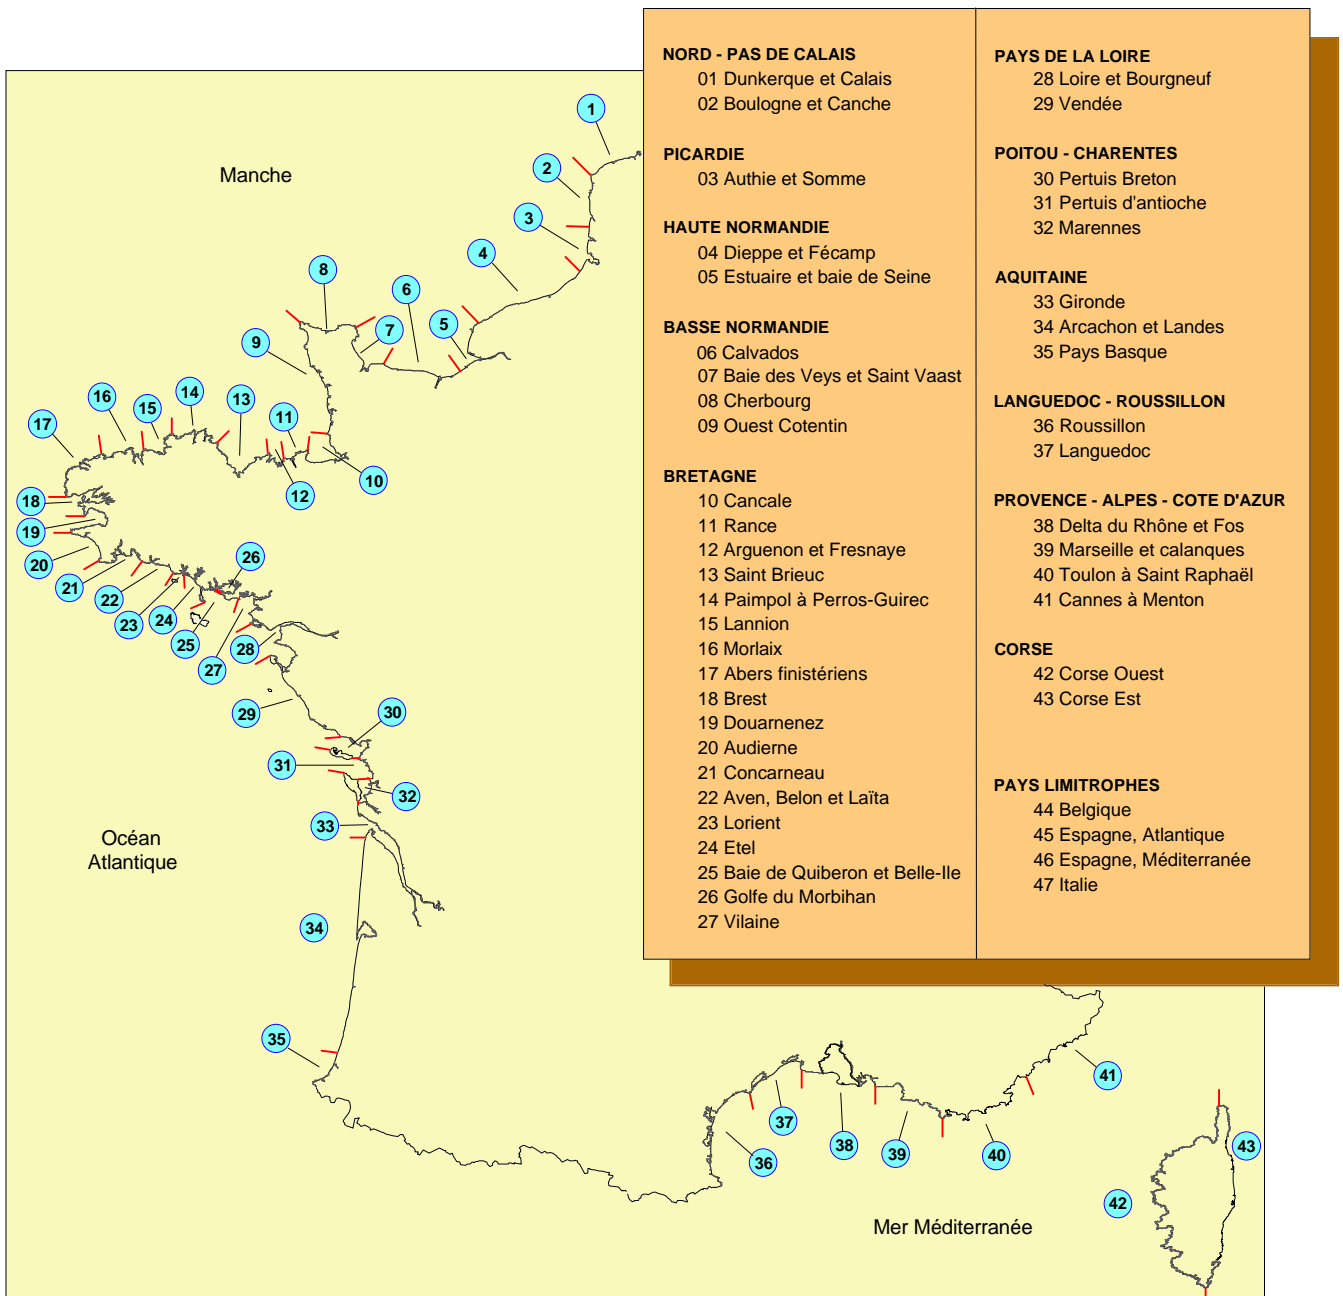 NORD - PAS DE CALAIS
01 Dunkerque et Calais
02 Boulogne et Canche
PICARDIE
03 Authie et Somme
HAUTE NORMANDIE
04 Dieppe et Fécamp
05 Estuaire et baie de Seine
BASSE NORMANDIE
06 Calvados
07 Baie des Veys et Saint Vaast
08 Cherbourg
09 Ouest Cotentin
BRETAGNE
10 Cancale
11 Rance
12 Arguenon et Fresnaye
13 Saint Brieuc
14 Paimpol à Perros-Guirec
15 Lannion
16 Morlaix
17 Abers finistériens
18 Brest
19 Douarnenez
20 Audierne
21 Concarneau
22 Aven, Belon et Laïta
23 Lorient
24 Etel
25 Baie de Quiberon et Belle-Ile
26 Golfe du Morbihan
27 Vilaine
PAYS DE LA LOIRE
28 Loire et Bourgneuf
29 Vendée
POITOU - CHARENTES
30 Pertuis Breton
31 Pertuis d'antioche
32 Marennes
AQUITAINE
33 Gironde
34 Arcachon et Landes
35 Pays Basque
LANGUEDOC - ROUSSILLON
36 Roussillon
37 Languedoc
PROVENCE - ALPES - COTE D'AZUR
38 Delta du Rhône et Fos
39 Marseille et calanques
40 Toulon à Saint Raphaël
41 Cannes à Menton
CORSE
42 Corse Ouest
43 Corse Est
PAYS LIMITROPHES
44 Belgique
45 Espagne, Atlantique
46 Espagne, Méditerranée
47 Italie
Manche
Océan
Atlantique
Mer Méditerranée
1
2
3
4
5
6
7
8
9
10
11
12
13
14
15
16
17
18
19
20
21
22
23
24
25
26
27
28
29
30
31
32
33
34
35
36
37
38
39
40
41
42
43